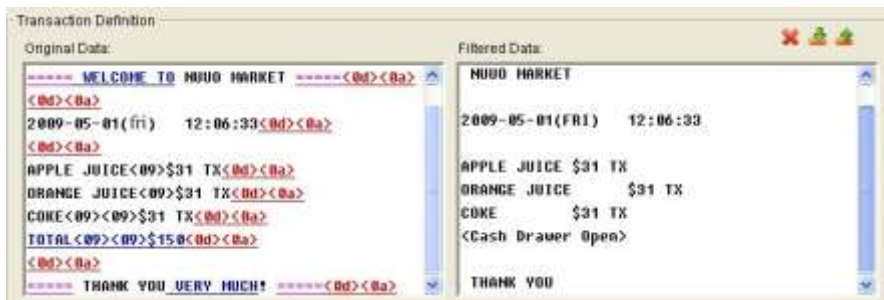 Transaction Definition
Original Data:
----- WELCOME TO NUUO MARKET -----<0d><0a>
<0d><0a>
2009-05-01(fri) 12:06:33<0d><0a>
<0d><0a>
APPLE JUICE<09>$31 TX<0d><0a>
ORANGE JUICE<09>$31 TX<0d><0a>
COKE<09><09>$31 TX<0d><0a>
TOTAL<09><09>$150<0d><0a>
<0d><0a>
===== THANK YOU VERY MUCH! =====<0d><0a>
Filtered Data:
NUUO MARKET
2009-05-01(FRI) 12:06:33
APPLE JUICE $31 TX
ORANGE JUICE $31 TX
COKE $31 TX
<Cash Drawer Open>
THANK YOU